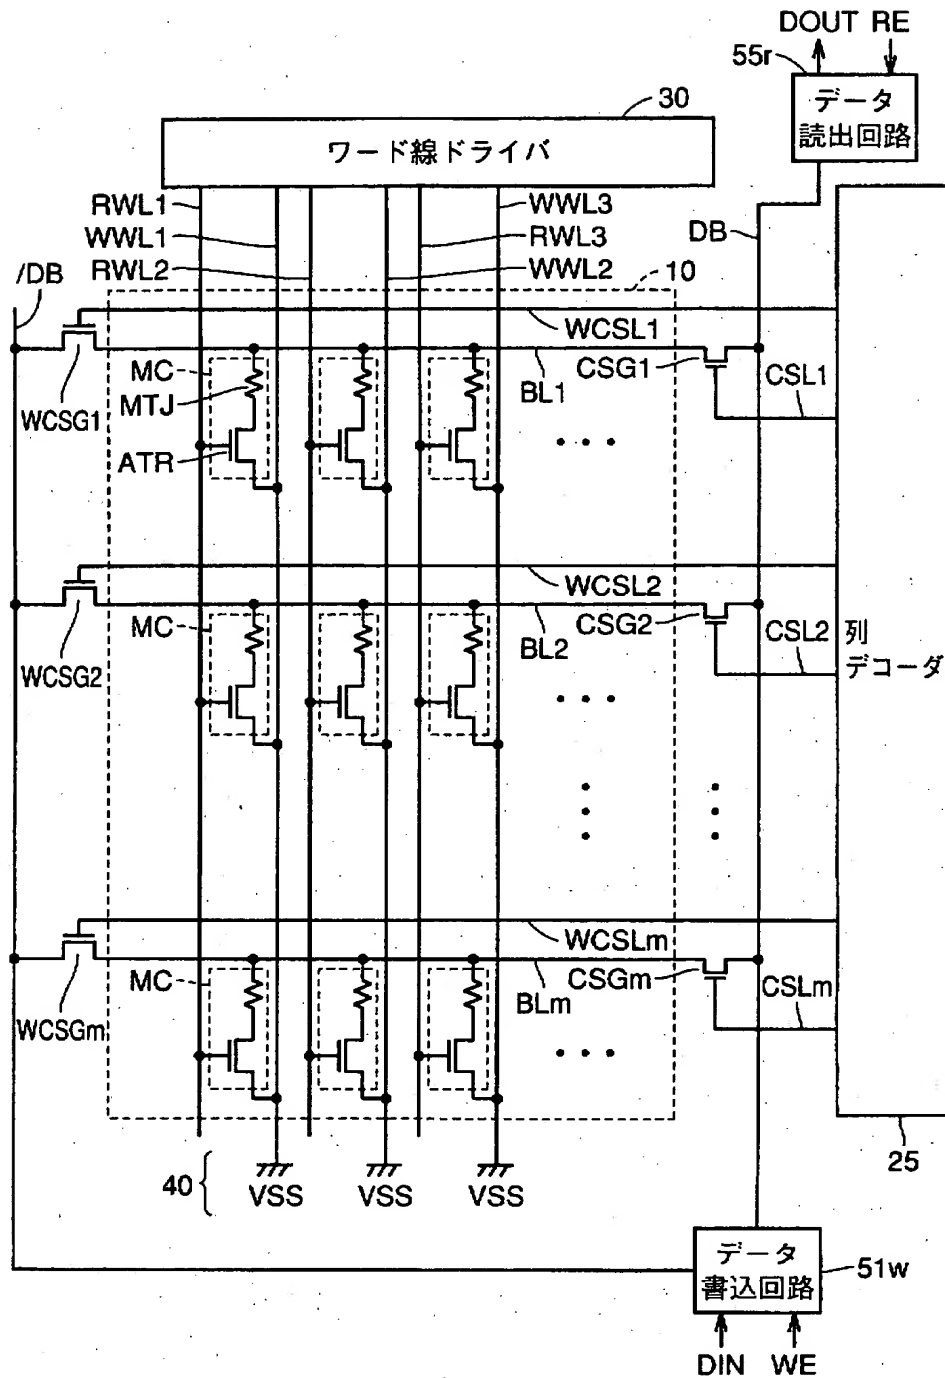 DOUT RE
55r
データ
読出回路
30
ワード線ドライバ
RWL1
WWL1
RWL2
WWL3
RWL3
WWL2
DB
/DB
10
WCSL1
MC
MTJ
ATR
WCSG1
BL1
CSG1
CSL1
WCSL2
MC
WCSG2
BL2
CSG2
CSL2
列
デコーダ
WCSLm
MC
WCSGm
BLm
CSGm
CSLm
25
40
VSS VSS VSS
データ
書込回路
51w
DIN WE